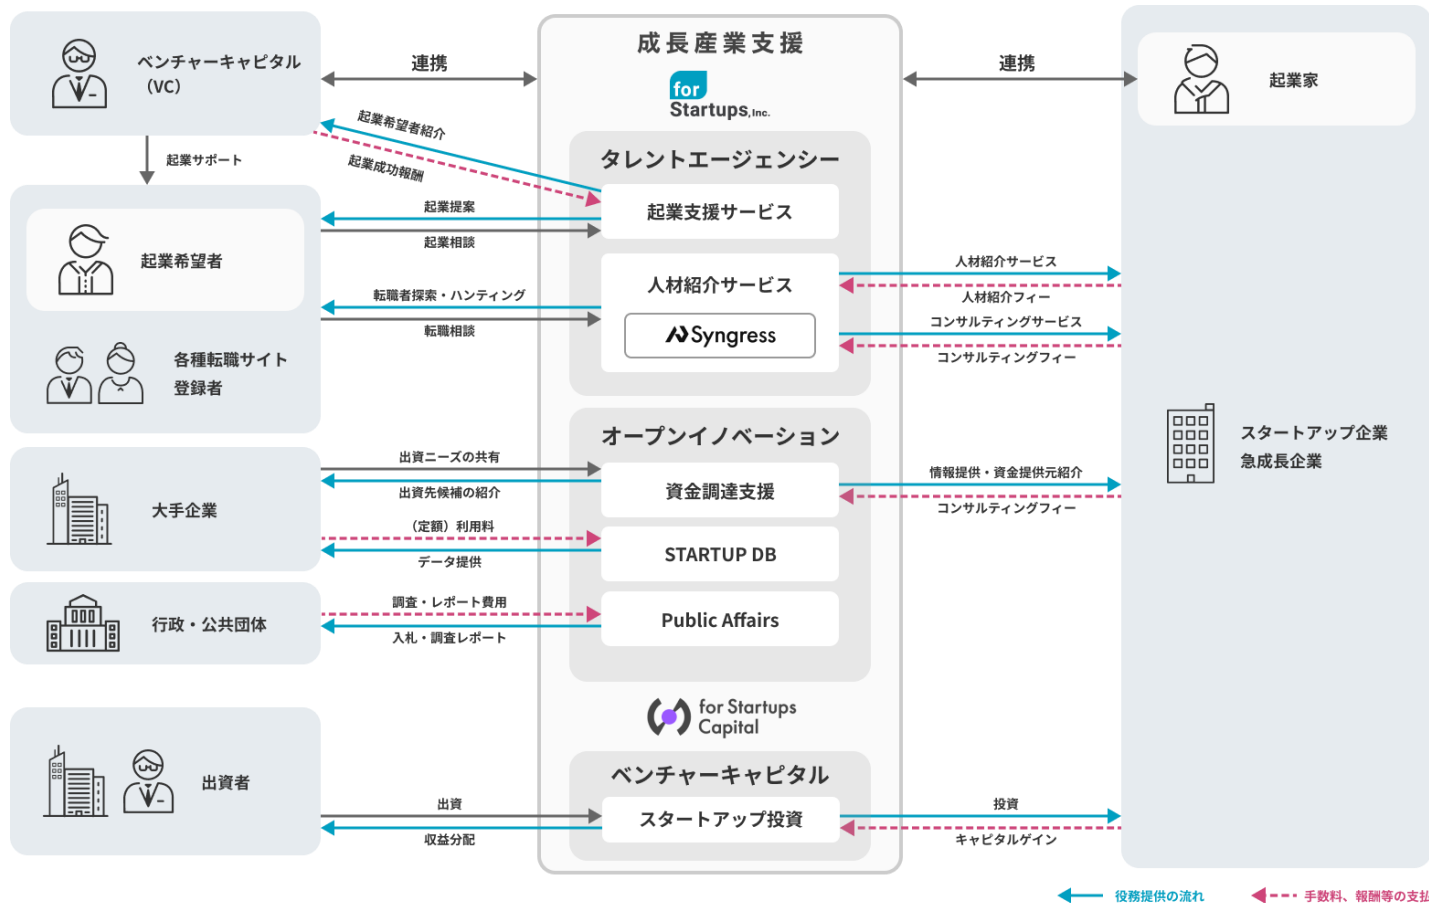 ベンチャーキャピタル
（VC）
起業サポート
起業希望者
各種転職サイト
登録者
大手企業
行政・公共団体
出資者
連携
起業希望者紹介
起業成功報酬
起業提案
起業相談
転職者探索・ハンティング
転職相談
出資ニーズの共有
出資先候補の紹介
（定額）利用料
データ提供
調査・レポート費用
入札・調査レポート
出資
収益分配
成長産業支援
for
Startups, Inc.
タレントエージェンシー
起業支援サービス
人材紹介サービス
Syngress
オープンイノベーション
資金調達支援
STARTUP DB
Public Affairs
for Startups
Capital
ベンチャーキャピタル
スタートアップ投資
連携
人材紹介サービス
人材紹介フィー
コンサルティングサービス
コンサルティングフィー
情報提供・資金提供元紹介
コンサルティングフィー
投資
キャピタルゲイン
起業家
スタートアップ企業
急成長企業
役務提供の流れ
手数料、報酬等の支払